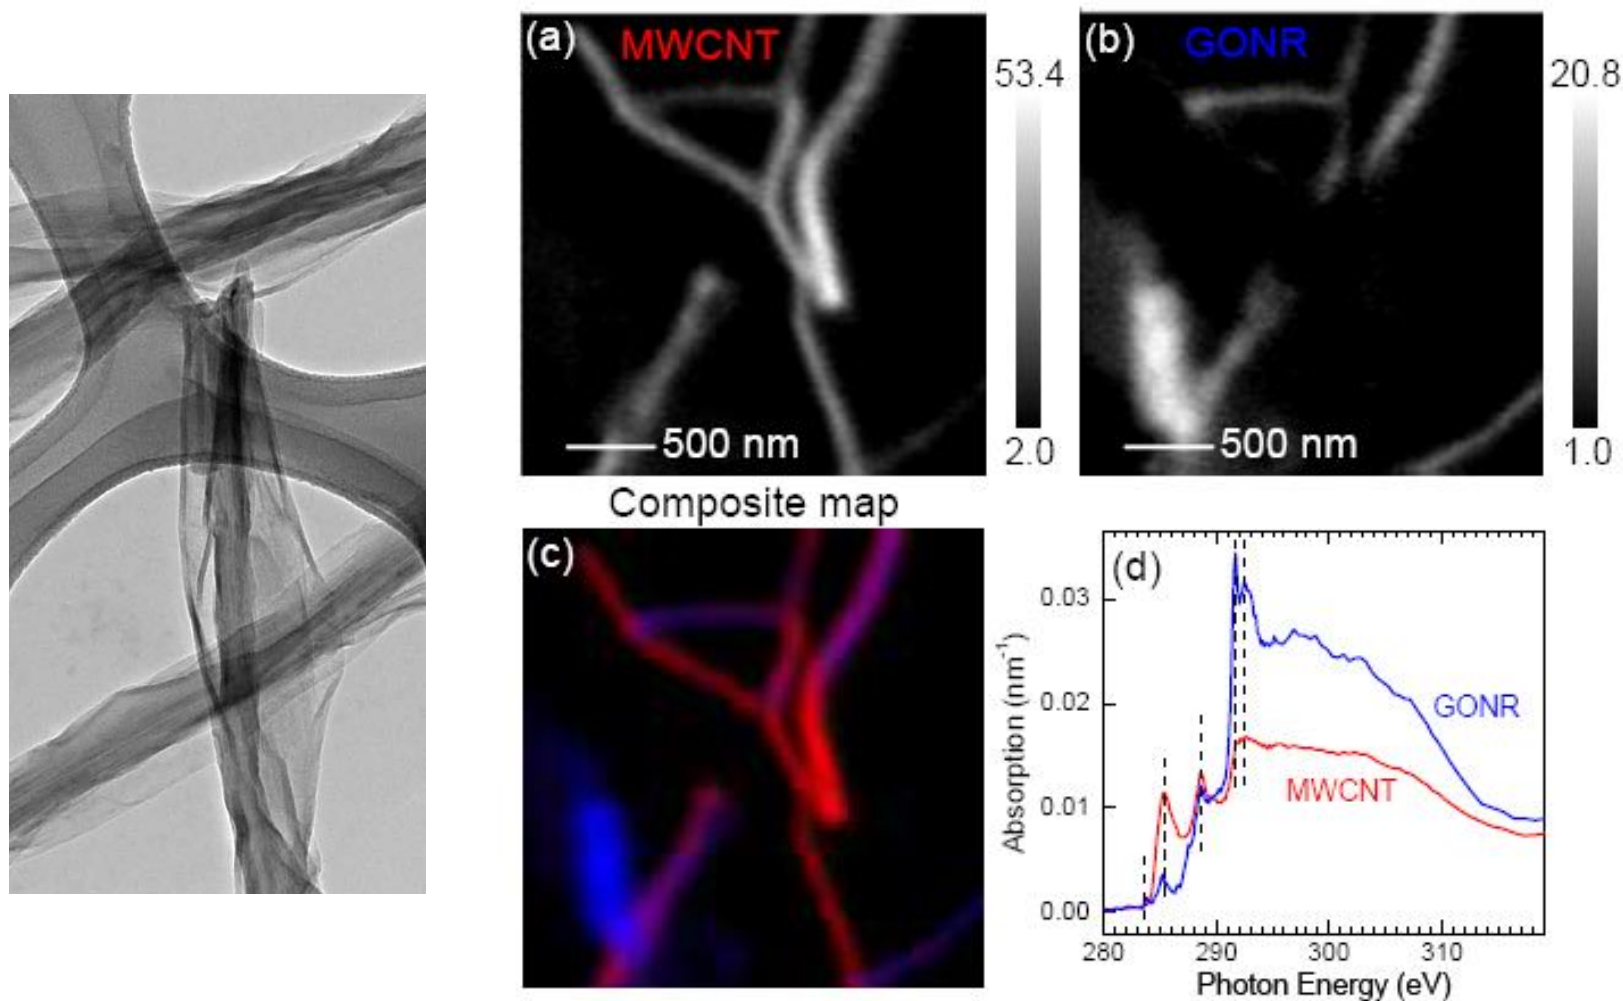 (a) MWCNT
53.4
2.0
500 nm
(b) GONR
20.8
1.0
500 nm
Composite map
(c)
(d)
Absorption (nm⁻¹)
0.03
0.02
0.01
0.00
GONR
MWCNT
280 290 300 310
Photon Energy (eV)